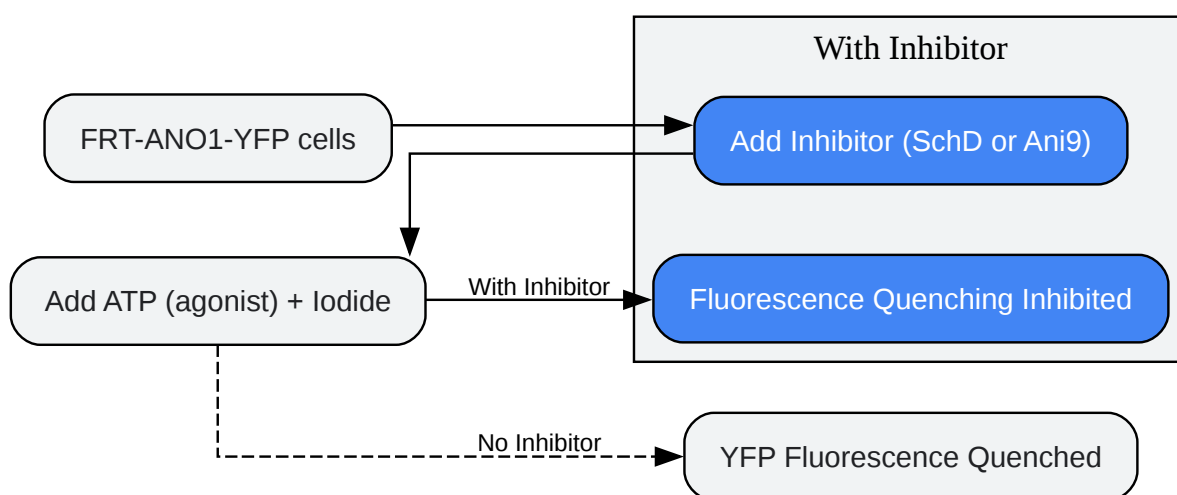 With Inhibitor
FRT-ANO1-YFP cells
Add Inhibitor (SchD or Ani9)
Add ATP (agonist) + Iodide
With Inhibitor
Fluorescence Quenching Inhibited
No Inhibitor
YFP Fluorescence Quenched